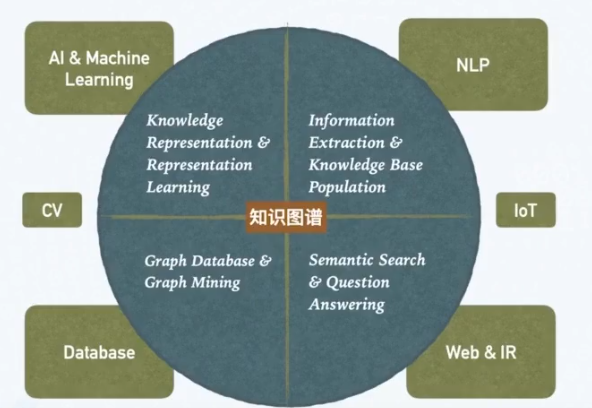 AI & Machine
Learning
NLP
Knowledge
Representation &
Representation
Learning
Information
Extraction &
Knowledge Base
Population
CV
知识图谱
IoT
Graph Database &
Graph Mining
Semantic Search
& Question
Answering
Database
Web & IR